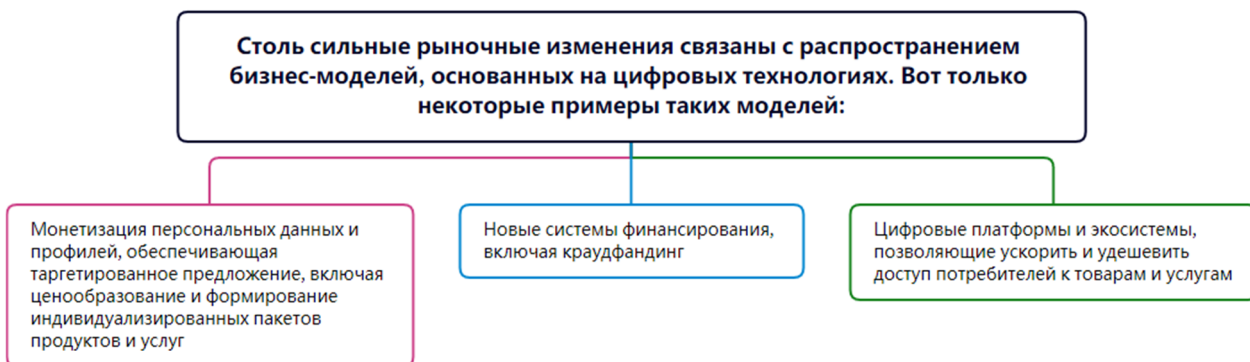 Столь сильные рыночные изменения связаны с распространением
бизнес-моделей, основанных на цифровых технологиях. Вот только
некоторые примеры таких моделей:
Монетизация персональных данных и
профилей, обеспечивающая
таргетированное предложение, включая
ценообразование и формирование
индивидуализированных пакетов
продуктов и услуг
Новые системы финансирования,
включая краудфандинг
Цифровые платформы и экосистемы,
позволяющие ускорить и удешевить
доступ потребителей к товарам и услугам